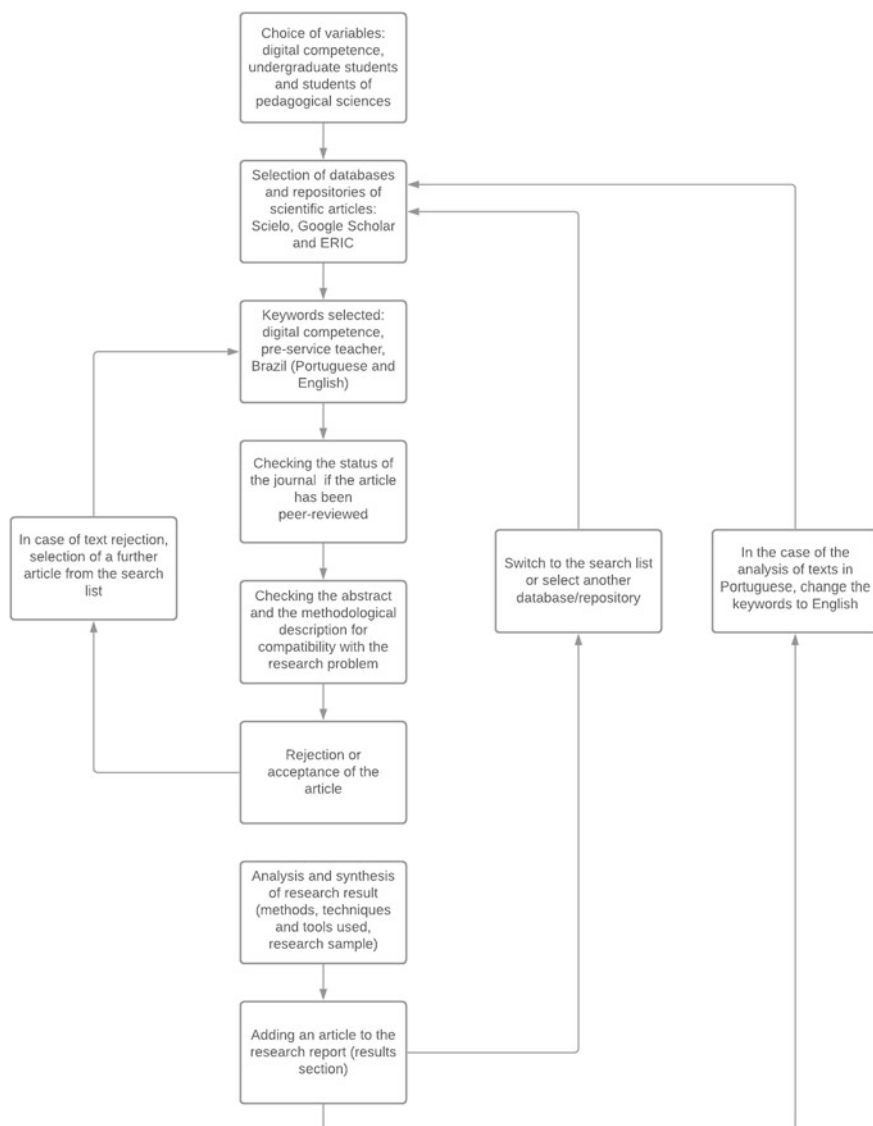 Choice of variables:
digital competence,
undergraduate students
and students of
pedagogical sciences
Selection of databases
and repositories of
scientific articles:
Scielo, Google Scholar
and ERIC
Keywords selected:
digital competence,
pre-service teacher,
Brazil (Portuguese and
English)
Checking the status of
the journal if the article
has been
peer-reviewed
In case of text rejection,
selection of a further
article from the search
list
Switch to the search list
or select another
database/repository
In the case of the
analysis of texts in
Portuguese, change the
keywords to English
Checking the abstract
and the methodological
description for
compatibility with the
research problem
Rejection or
acceptance of the
article
Analysis and synthesis
of research result
(methods, techniques
and tools used,
research sample)
Adding an article to the
research report (results
section)